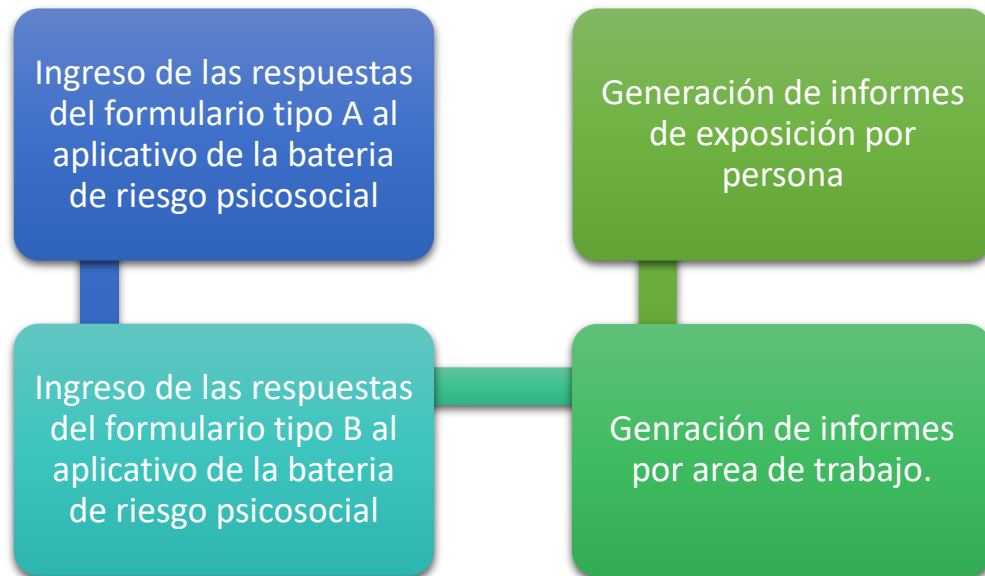 Ingreso de las respuestas
del formulario tipo A al
aplicativo de la bateria
de riesgo psicosocial
Ingreso de las respuestas
del formulario tipo B al
aplicativo de la bateria
de riesgo psicosocial
Genración de informes
por area de trabajo.
Generación de informes
de exposición por
persona